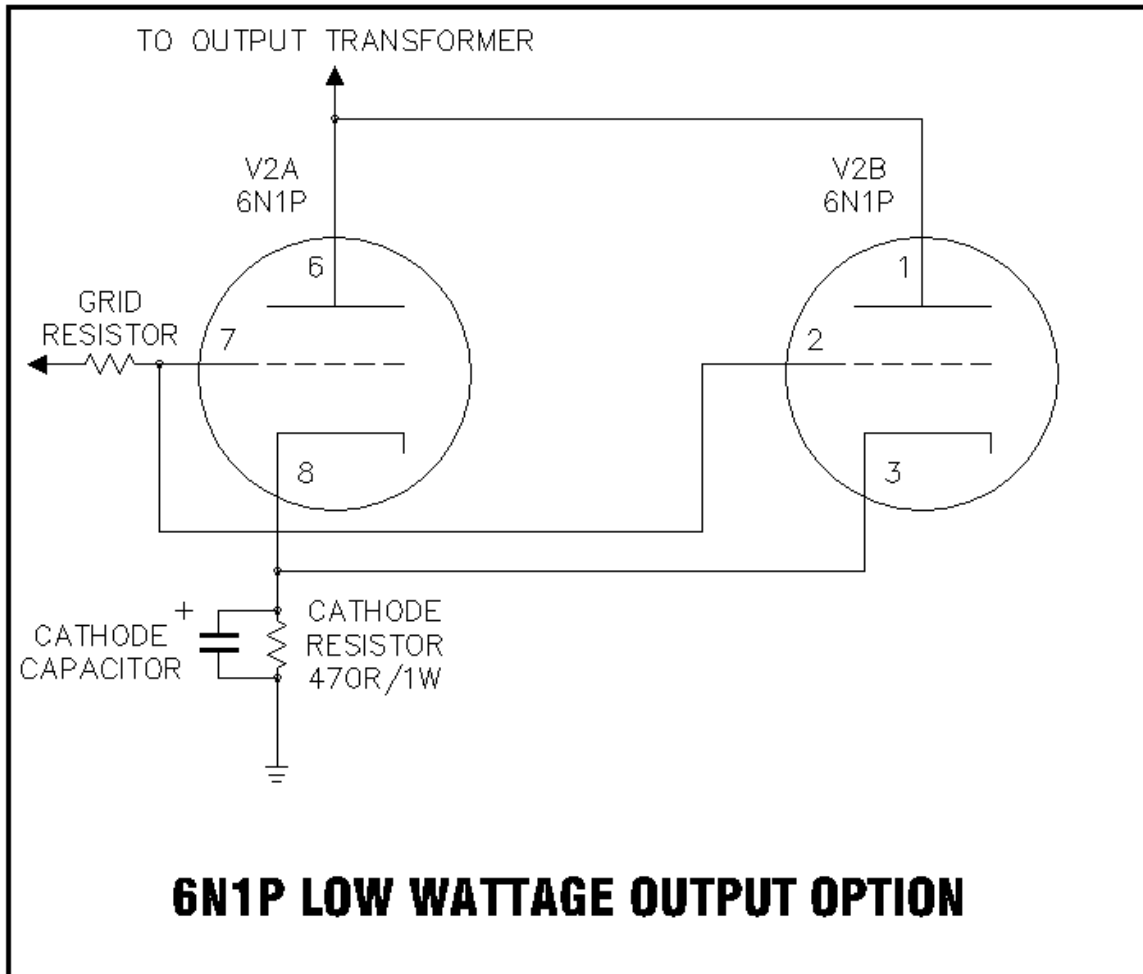 TO OUTPUT TRANSFORMER
V2A
6N1P
V2B
6N1P
6
1
GRID
RESISTOR
7
2
8
3
+
CATHODE
CAPACITOR
CATHODE
RESISTOR
470R/1W
6N1P LOW WATTAGE OUTPUT OPTION